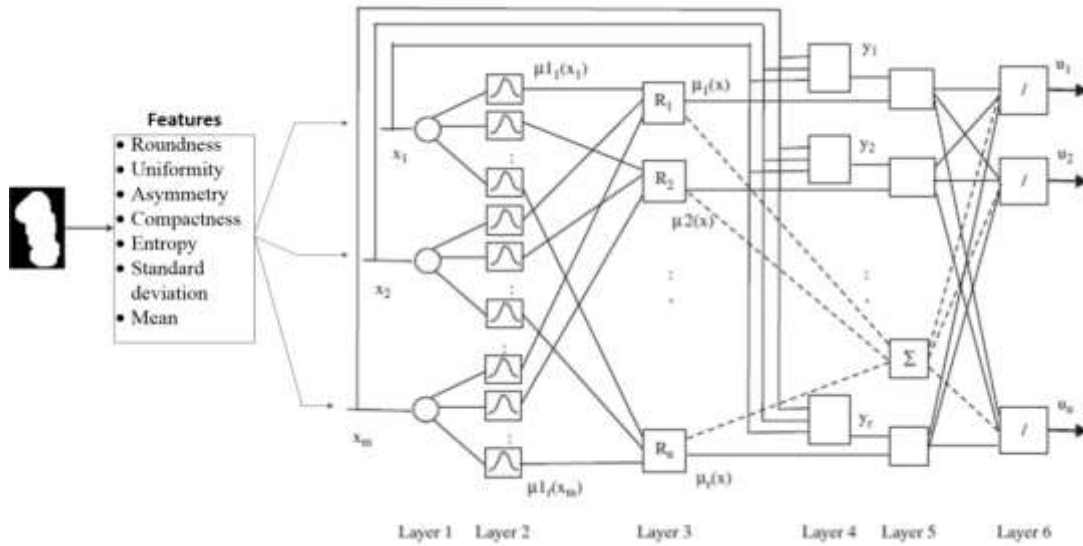 Features
● Roundness
● Uniformity
● Asymmetry
● Compactness
● Entropy
● Standard
deviation
● Mean
x₁
x₂
xₘ
μ1₁(x₁)
μ1ᵣ(xₘ)
R₁
R₂
Rₙ
μ₁(x)
μ2(x)
μᵣ(x)
y₁
y₂
yᵣ
Σ
/
/
/
u₁
u₂
uₙ
Layer 1 Layer 2 Layer 3 Layer 4 Layer 5 Layer 6